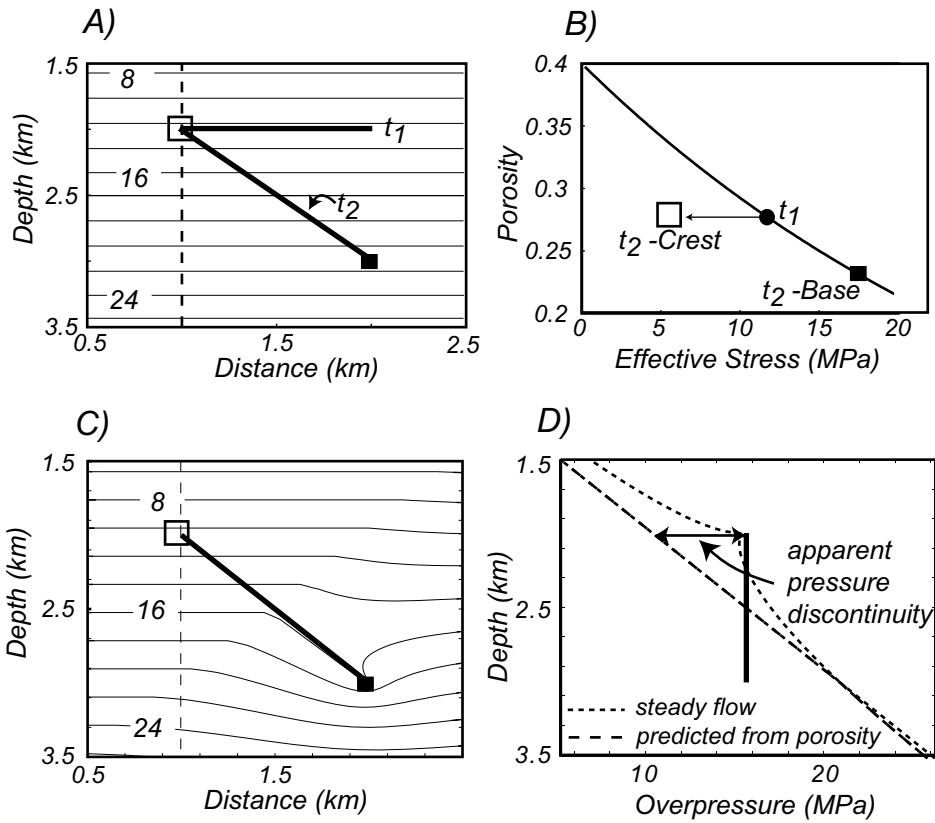 A)
1.5
2.5
3.5
Depth (km)
8
16
24
t1
t2
0.5
1.5
2.5
Distance (km)
B)
0.4
0.35
0.3
0.25
0.2
Porosity
t1
t2 -Crest
t2 -Base
0
5
10
15
20
Effective Stress (MPa)
C)
1.5
2.5
3.5
Depth (km)
8
16
24
0.5
1.5
Distance (km)
D)
1.5
2.5
3.5
Depth (km)
apparent
pressure
discontinuity
steady flow
predicted from porosity
10
20
Overpressure (MPa)